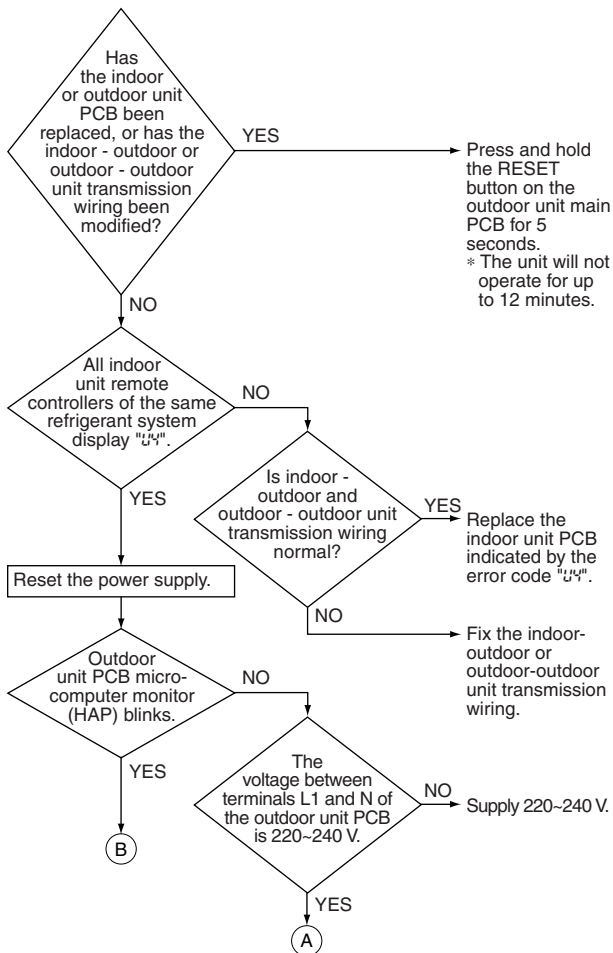 Has
the indoor
or outdoor unit
PCB been
replaced, or has the
indoor - outdoor or
outdoor - outdoor
unit transmission
wiring been
modified?
YES
Press and hold
the RESET
button on the
outdoor unit main
PCB for 5
seconds.
* The unit will not
operate for up
to 12 minutes.
NO
All indoor
unit remote
controllers of the same
refrigerant system
display "U4".
NO
YES
Is indoor -
outdoor and
outdoor - outdoor unit
transmission wiring
normal?
YES
Replace the
indoor unit PCB
indicated by the
error code "U4".
NO
Fix the indoor-
outdoor or
outdoor-outdoor
unit transmission
wiring.
Reset the power supply.
Outdoor
unit PCB micro-
computer monitor
(HAP) blinks.
NO
YES
B
The
voltage between
terminals L1 and N of
the outdoor unit PCB
is 220~240 V.
NO
Supply 220~240 V.
YES
A